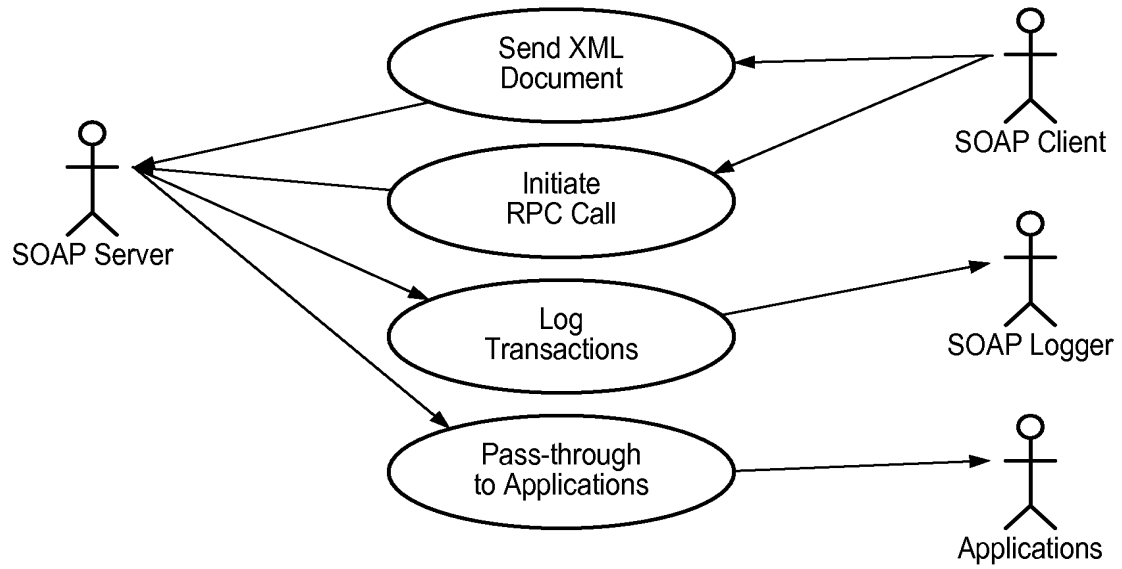 Send XML
Document
SOAP Client
Initiate
RPC Call
SOAP Server
Log
Transactions
SOAP Logger
Pass-through
to Applications
Applications